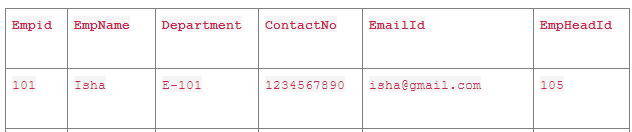 Empid EmpName Department ContactNo EmailId EmpHeadId
101 Isha E-101 1234567890 isha@gmail.com 105